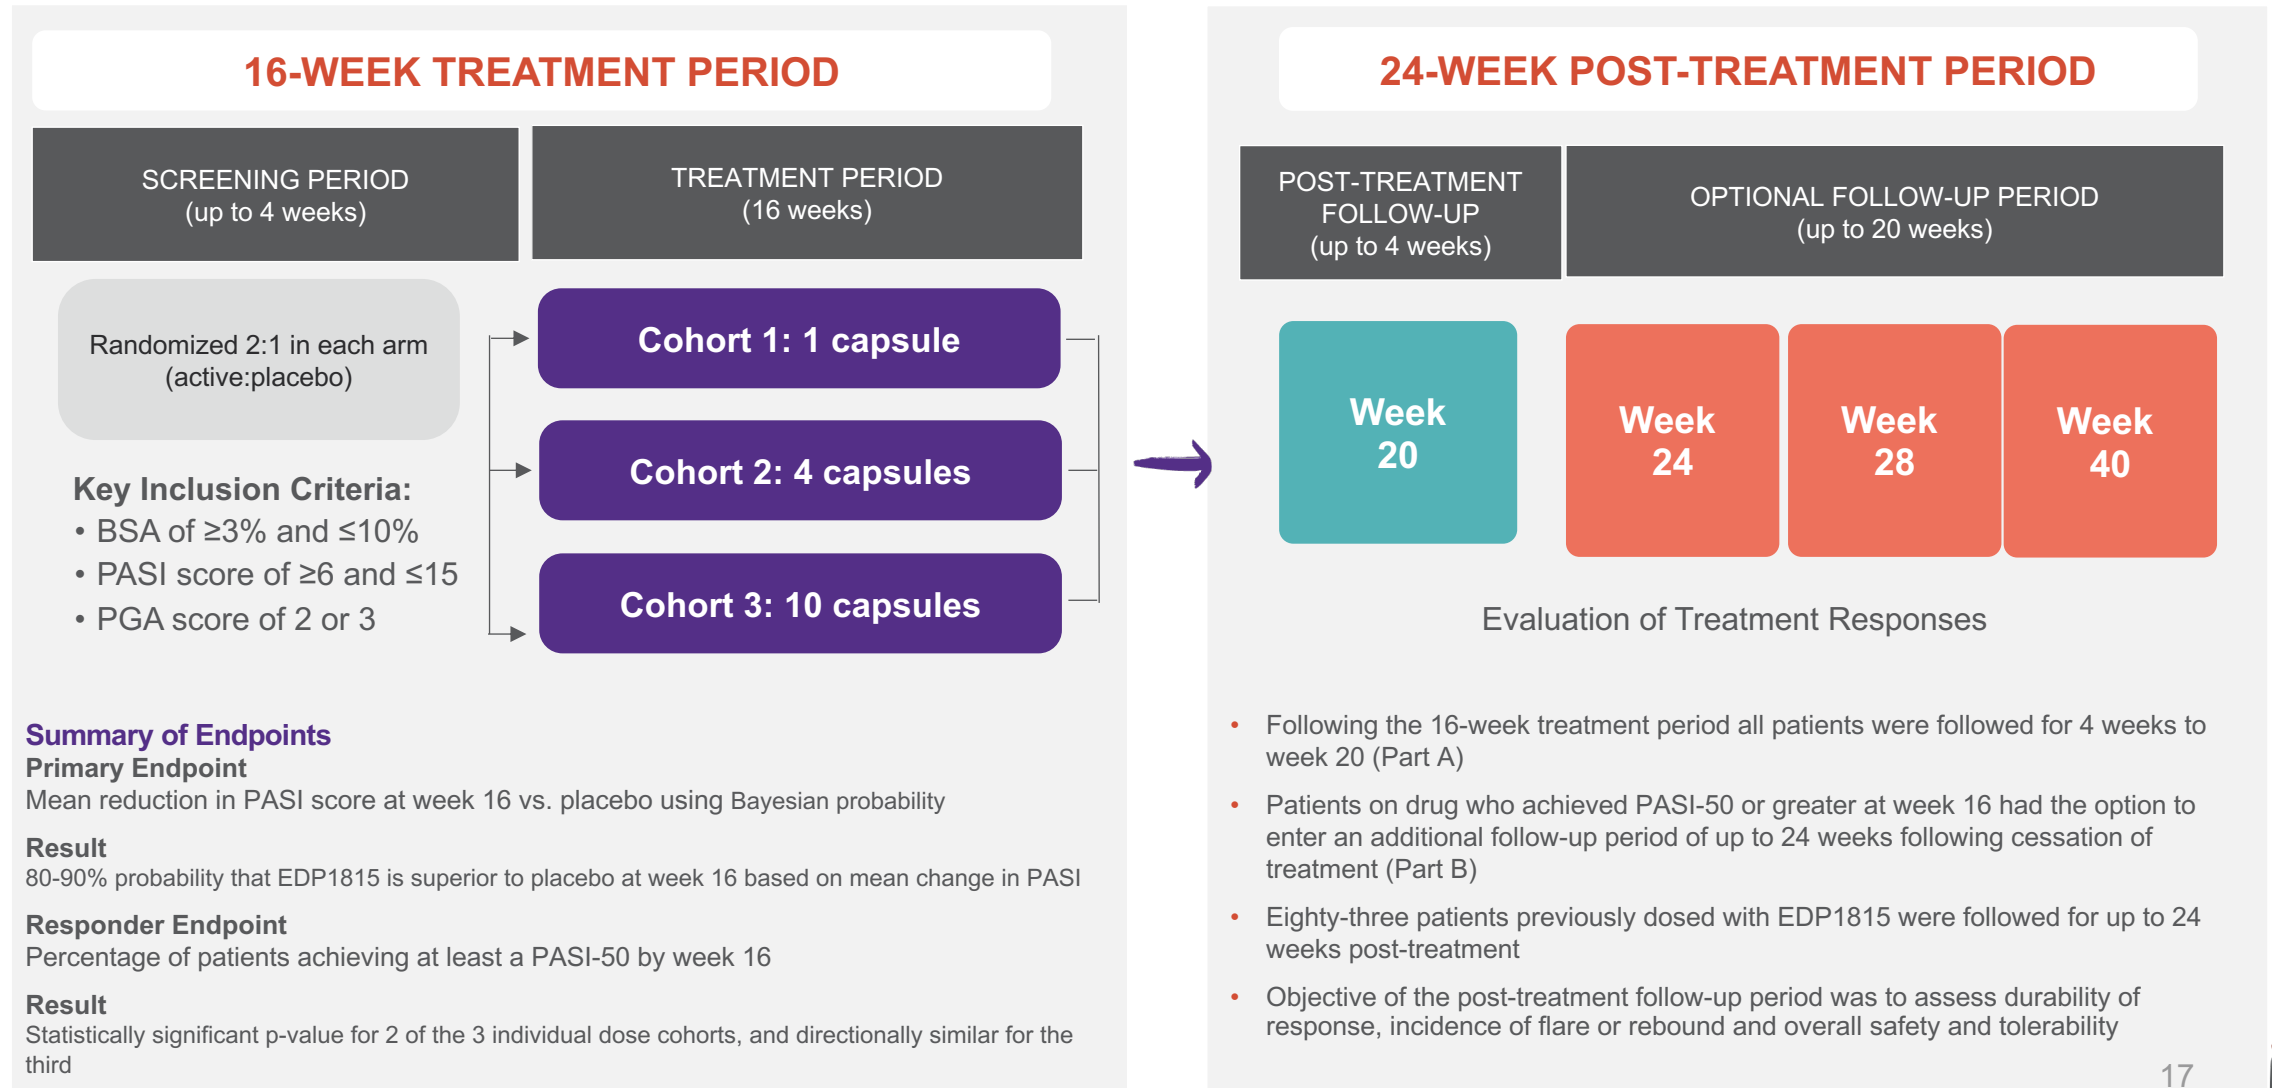 16-WEEK TREATMENT PERIOD
SCREENING PERIOD
(up to 4 weeks)
TREATMENT PERIOD
(16 weeks)
Randomized 2:1 in each arm
(active:placebo)
Key Inclusion Criteria:
• BSA of ≥3% and ≤10%
• PASI score of ≥6 and ≤15
• PGA score of 2 or 3
Cohort 1: 1 capsule
Cohort 2: 4 capsules
Cohort 3: 10 capsules
Summary of Endpoints
Primary Endpoint
Mean reduction in PASI score at week 16 vs. placebo using Bayesian probability
Result
80-90% probability that EDP1815 is superior to placebo at week 16 based on mean change in PASI
Responder Endpoint
Percentage of patients achieving at least a PASI-50 by week 16
Result
Statistically significant p-value for 2 of the 3 individual dose cohorts, and directionally similar for the
third
24-WEEK POST-TREATMENT PERIOD
POST-TREATMENT
FOLLOW-UP
(up to 4 weeks)
OPTIONAL FOLLOW-UP PERIOD
(up to 20 weeks)
Week
20
Week
24
Week
28
Week
40
Evaluation of Treatment Responses
• Following the 16-week treatment period all patients were followed for 4 weeks to
week 20 (Part A)
• Patients on drug who achieved PASI-50 or greater at week 16 had the option to
enter an additional follow-up period of up to 24 weeks following cessation of
treatment (Part B)
• Eighty-three patients previously dosed with EDP1815 were followed for up to 24
weeks post-treatment
• Objective of the post-treatment follow-up period was to assess durability of
response, incidence of flare or rebound and overall safety and tolerability
17